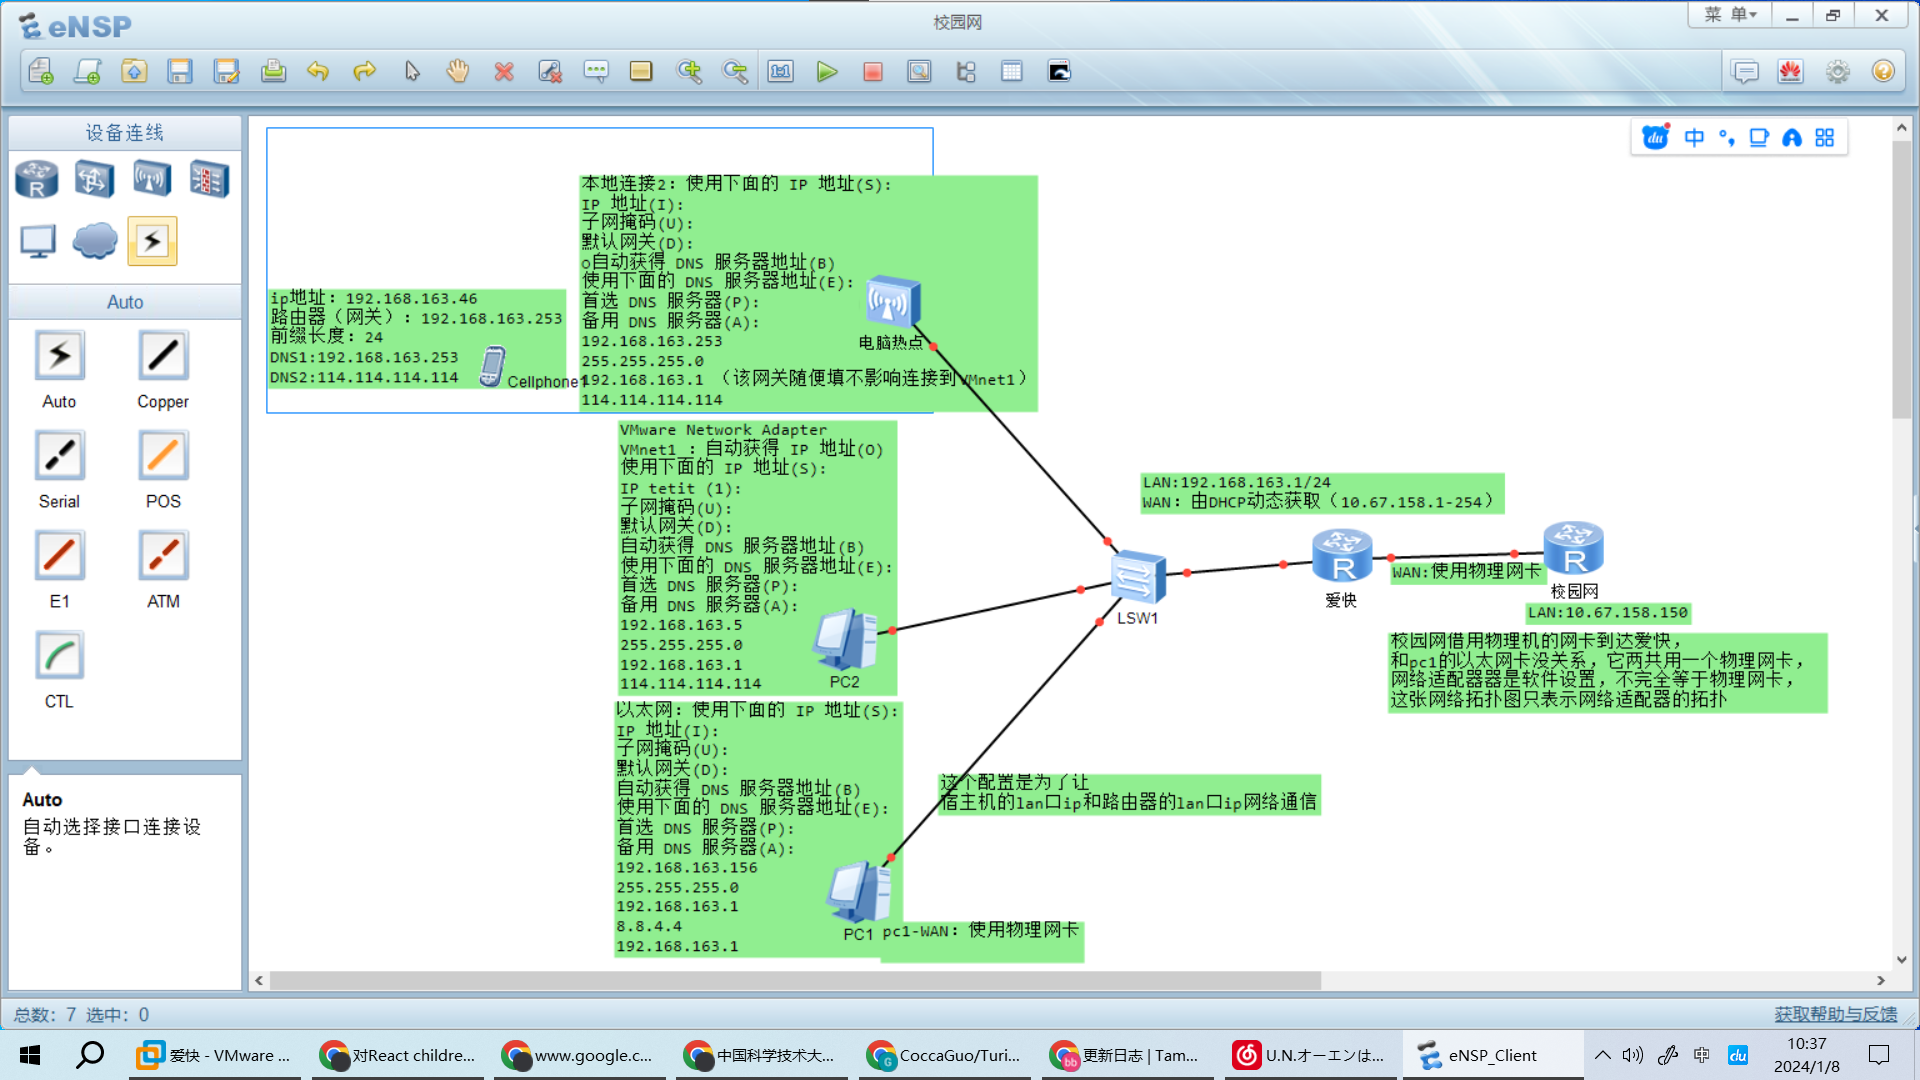 eNSP
校园网
菜 单
设备连线
Auto
Auto
Copper
Serial
POS
E1
ATM
CTL
Auto
自动选择接口连接设
备。
ip地址：192.168.163.46
路由器（网关）：192.168.163.253
前缀长度：24
DNS1:192.168.163.253
DNS2:114.114.114.114
Cellphone1
本地连接2：使用下面的 IP 地址(S):
IP 地址(I):
子网掩码(U):
默认网关(D):
o自动获得 DNS 服务器地址(B)
使用下面的 DNS 服务器地址(E):
首选 DNS 服务器(P):
备用 DNS 服务器(A):
192.168.163.253
255.255.255.0
192.168.163.1 （该网关随便填不影响连接到VMnet1）
114.114.114.114
电脑热点
VMware Network Adapter
VMnet1 ：自动获得 IP 地址(O)
使用下面的 IP 地址(S):
IP tetit (1):
子网掩码(U):
默认网关(D):
自动获得 DNS 服务器地址(B)
使用下面的 DNS 服务器地址(E):
首选 DNS 服务器(P):
备用 DNS 服务器(A):
192.168.163.5
255.255.255.0
192.168.163.1
114.114.114.114
PC2
以太网：使用下面的 IP 地址(S):
IP 地址(I):
子网掩码(U):
默认网关(D):
自动获得 DNS 服务器地址(B)
使用下面的 DNS 服务器地址(E):
首选 DNS 服务器(P):
备用 DNS 服务器(A):
192.168.163.156
255.255.255.0
192.168.163.1
8.8.4.4
192.168.163.1
PC1
pc1-WAN：使用物理网卡
这个配置是为了让
宿主机的lan口ip和路由器的lan口ip网络通信
LSW1
LAN:192.168.163.1/24
WAN：由DHCP动态获取（10.67.158.1-254）
R
爱快
WAN:使用物理网卡
R
校园网
LAN:10.67.158.150
校园网借用物理机的网卡到达爱快，
和pc1的以太网卡没关系，它两共用一个物理网卡，
网络适配器器是软件设置，不完全等于物理网卡，
这张网络拓扑图只表示网络适配器的拓扑
du 中
总数：7 选中：0
获取帮助与反馈
爱快 - VMware ...
对React childre...
www.google.c...
中国科学技术大...
CoccaGuo/Turi...
更新日志 | Tam...
U.N.オーエンは...
eNSP_Client
中
du
10:37
2024/1/8